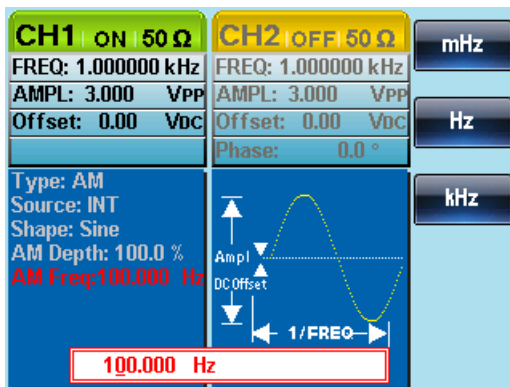 CH1 ON 50 Ω
FREQ: 1.000000 kHz
AMPL: 3.000 VPP
Offset: 0.00 VDC
CH2 OFF 50 Ω
FREQ: 1.000000 kHz
AMPL: 3.000 VPP
Offset: 0.00 VDC
Phase: 0.0 °
mHz
Hz
kHz
Type: AM
Source: INT
Shape: Sine
AM Depth: 100.0 %
AM Freq:100.000 Hz
Ampl
DC Offset
1/FREQ
100.000 Hz